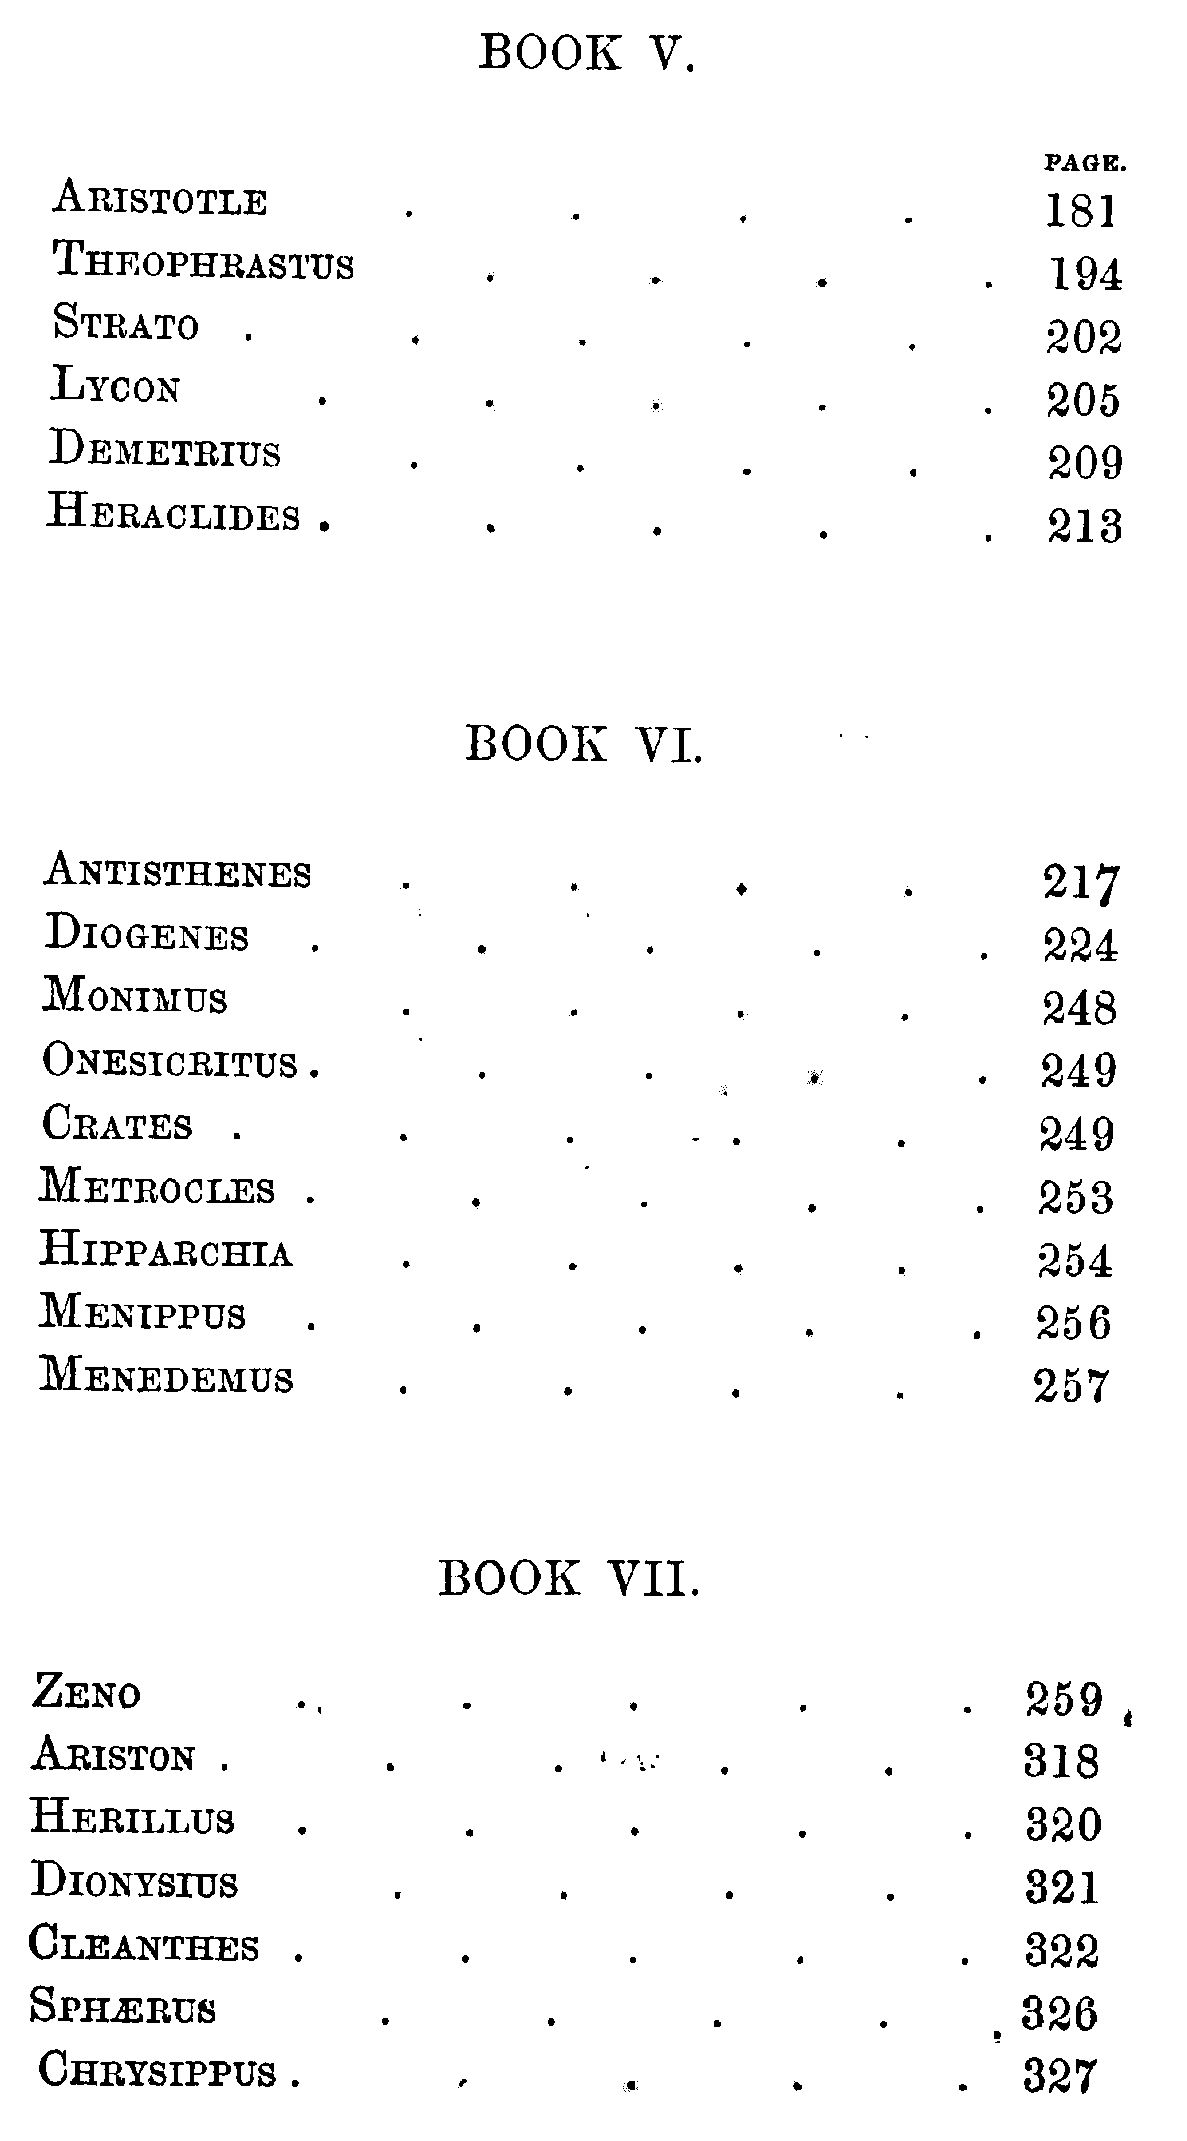 BOOK V.
PAGE.
ARISTOTLE . . . . 181
THEOPHRASTUS . . . . 194
STRATO . . . . . 202
LYCON . . . . . 205
DEMETRIUS . . . . 209
HERACLIDES . . . . . 213
BOOK VI.
ANTISTHENES . . . . 217
DIOGENES . . . . . 224
MONIMUS . . . . 248
ONESICRITUS . . . . . 249
CRATES . . . . . 249
METROCLES . . . . . 253
HIPPARCHIA . . . . 254
MENIPPUS . . . . . 256
MENEDEMUS . . . . 257
BOOK VII.
ZENO . . . . . 259
ARISTON . . . . . 318
HERILLUS . . . . . 320
DIONYSIUS . . . . 321
CLEANTHES . . . . . 322
SPHÆRUS . . . . . 326
CHRYSIPPUS . . . . . 327